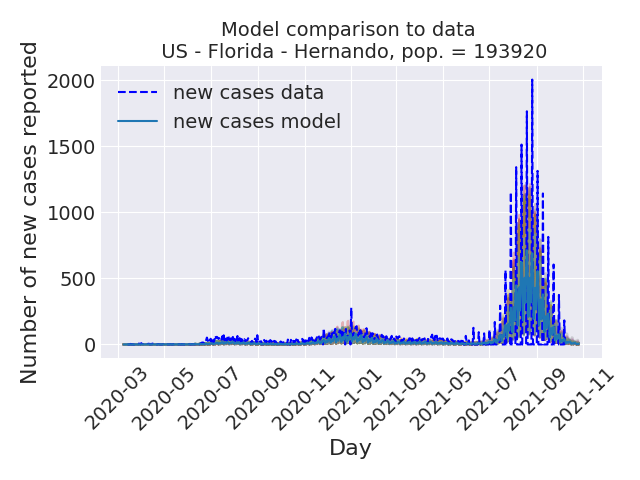 Model comparison to data
US - Florida - Hernando, pop. = 193920
new cases data
new cases model
Number of new cases reported
2000
1500
1000
500
0
2020-03
2020-05
2020-07
2020-09
2020-11
2021-01
2021-03
2021-05
2021-07
2021-09
2021-11
Day